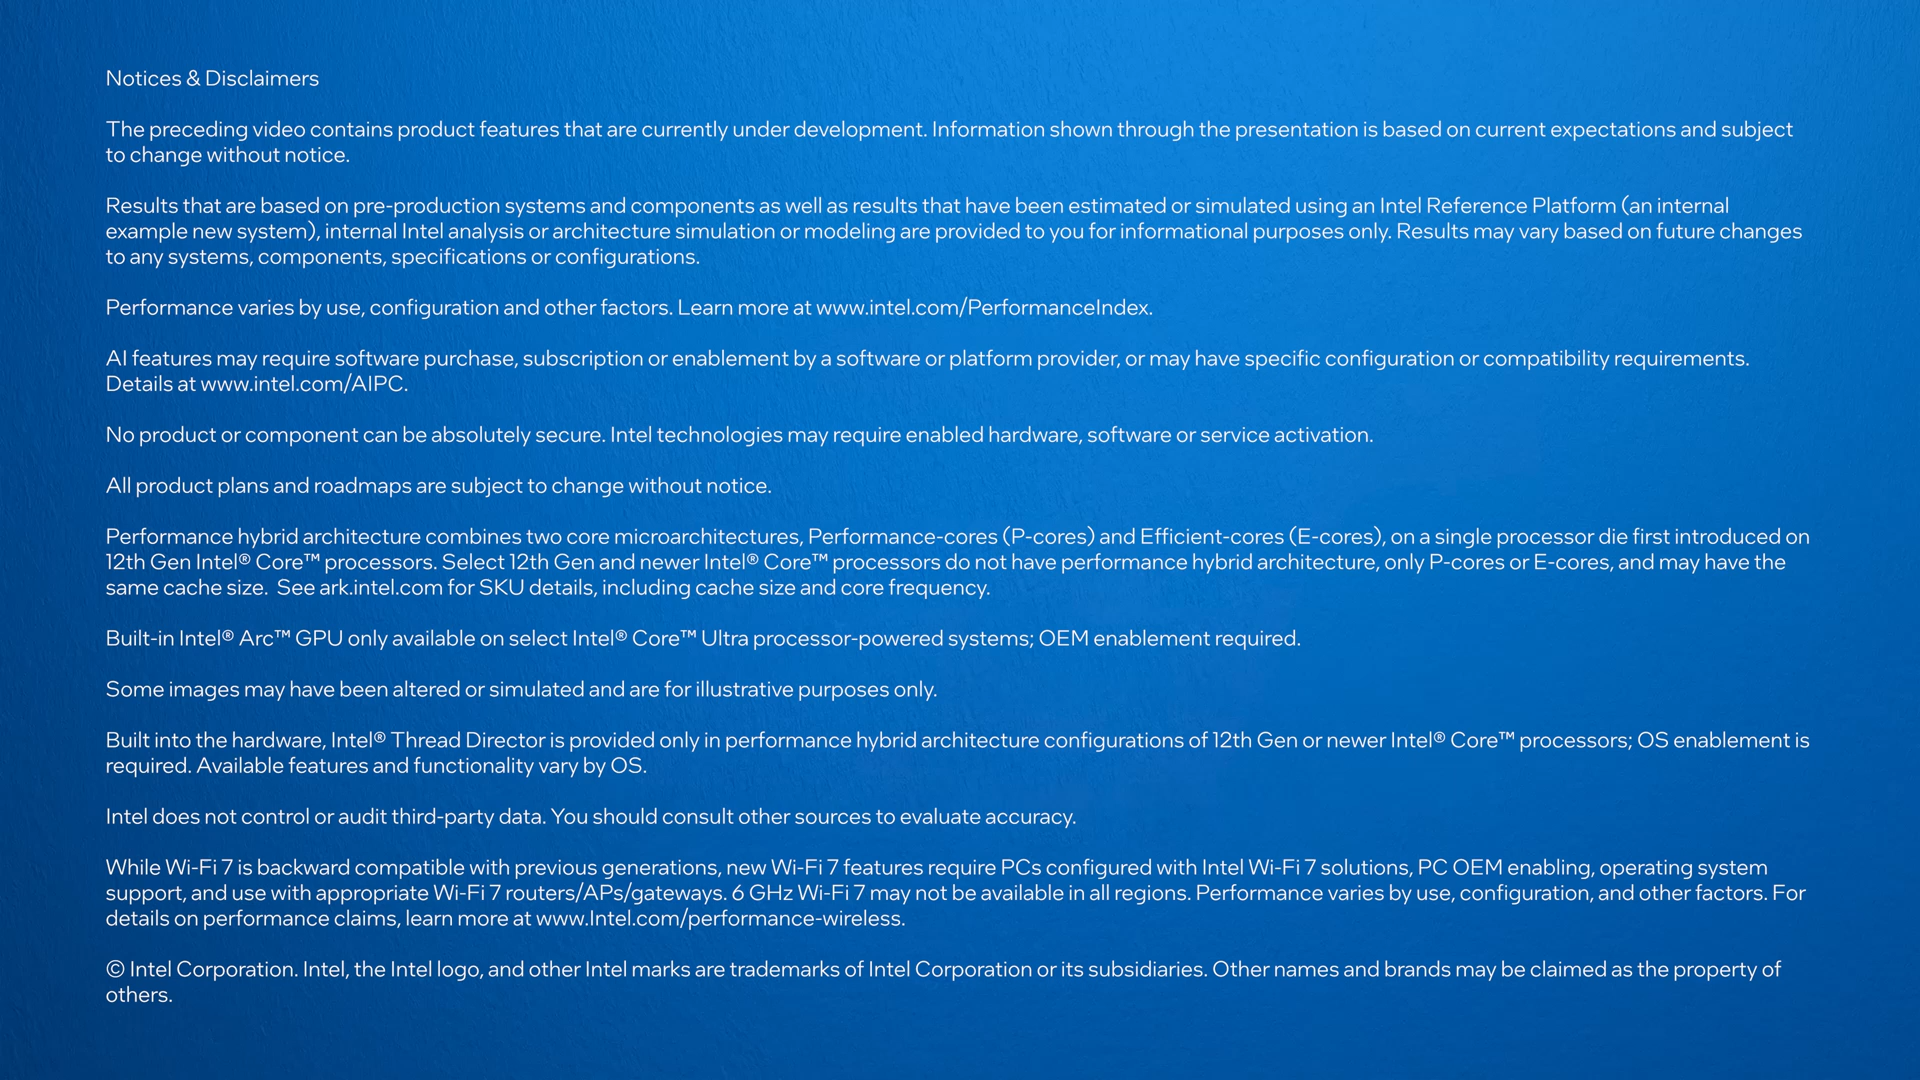 Notices & Disclaimers
The preceding video contains product features that are currently under development. Information shown through the presentation is based on current expectations and subject
to change without notice.
Results that are based on pre-production systems and components as well as results that have been estimated or simulated using an Intel Reference Platform (an internal
example new system), internal Intel analysis or architecture simulation or modeling are provided to you for informational purposes only. Results may vary based on future changes
to any systems, components, specifications or configurations.
Performance varies by use, configuration and other factors. Learn more at www.intel.com/PerformanceIndex.
AI features may require software purchase, subscription or enablement by a software or platform provider, or may have specific configuration or compatibility requirements.
Details at www.intel.com/AIPC.
No product or component can be absolutely secure. Intel technologies may require enabled hardware, software or service activation.
All product plans and roadmaps are subject to change without notice.
Performance hybrid architecture combines two core microarchitectures, Performance-cores (P-cores) and Efficient-cores (E-cores), on a single processor die first introduced on
12th Gen Intel® Core™ processors. Select 12th Gen and newer Intel® Core™ processors do not have performance hybrid architecture, only P-cores or E-cores, and may have the
same cache size.  See ark.intel.com for SKU details, including cache size and core frequency.
Built-in Intel® Arc™ GPU only available on select Intel® Core™ Ultra processor-powered systems; OEM enablement required.
Some images may have been altered or simulated and are for illustrative purposes only.
Built into the hardware, Intel® Thread Director is provided only in performance hybrid architecture configurations of 12th Gen or newer Intel® Core™ processors; OS enablement is
required. Available features and functionality vary by OS.
Intel does not control or audit third-party data. You should consult other sources to evaluate accuracy.
While Wi-Fi 7 is backward compatible with previous generations, new Wi-Fi 7 features require PCs configured with Intel Wi-Fi 7 solutions, PC OEM enabling, operating system
support, and use with appropriate Wi-Fi 7 routers/APs/gateways. 6 GHz Wi-Fi 7 may not be available in all regions. Performance varies by use, configuration, and other factors. For
details on performance claims, learn more at www.Intel.com/performance-wireless.
© Intel Corporation. Intel, the Intel logo, and other Intel marks are trademarks of Intel Corporation or its subsidiaries. Other names and brands may be claimed as the property of
others.